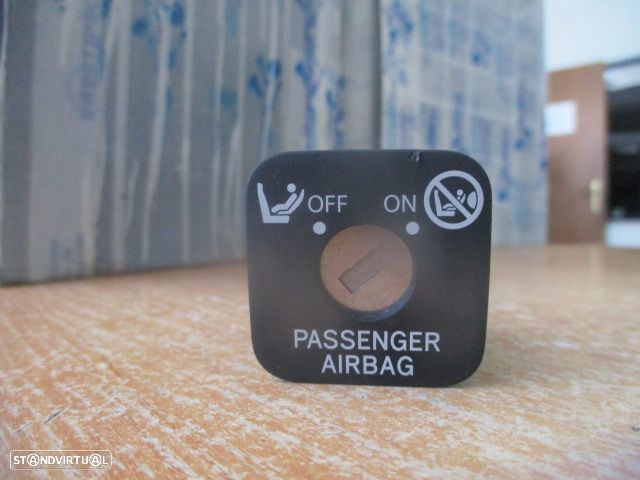 OFF ON
PASSENGER
AIRBAG
STANDVIRTUAL